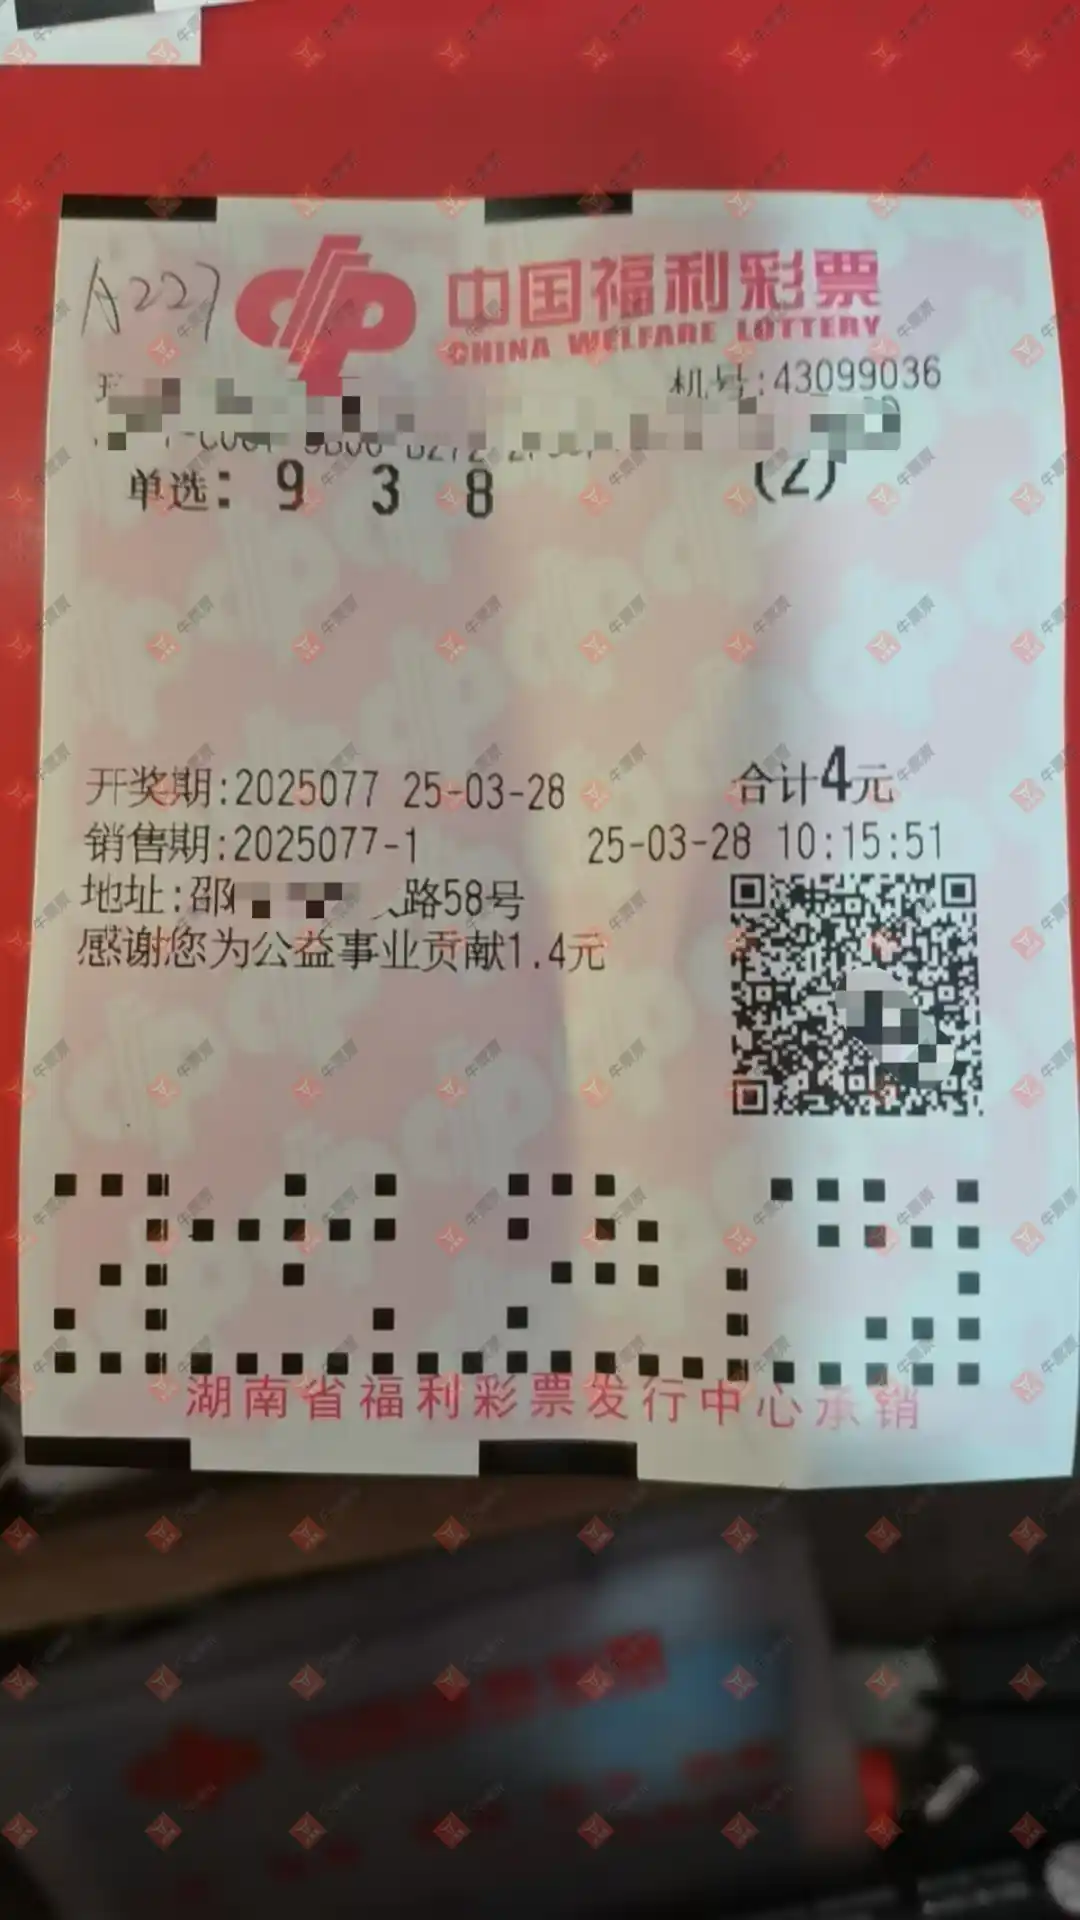 A227
中国福利彩票
CHINA WELFARE LOTTERY
机号:43099036
单选: 9 3 8 (2)
开奖期:2025077 25-03-28 合计4元
销售期:2025077-1 25-03-28 10:15:51
地址:邵 路58号
感谢您为公益事业贡献1.4元
湖南省福利彩票发行中心承销
牛票票